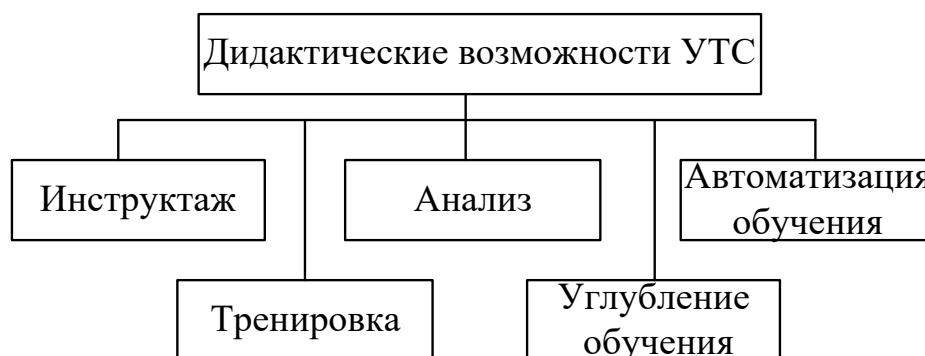 Дидактические возможности УТС
Инструктаж
Анализ
Автоматизация
обучения
Тренировка
Углубление
обучения